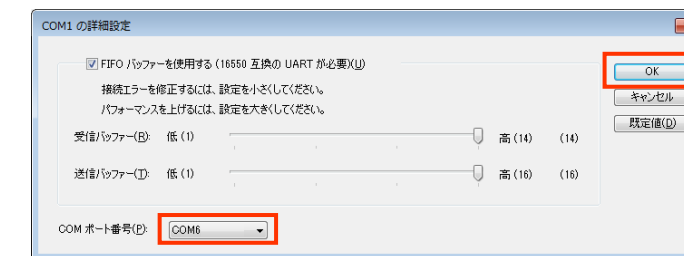 COM1 の詳細設定
FIFO バッファーを使用する (16550 互換の UART が必要)(U)
接続エラーを修正するには、設定を小さくしてください。
パフォーマンスを上げるには、設定を大きくしてください。
受信バッファー(R): 低 (1) 高 (14) (14)
送信バッファー(T): 低 (1) 高 (16) (16)
COM ポート番号(P): COM6
OK
キャンセル
既定値(D)